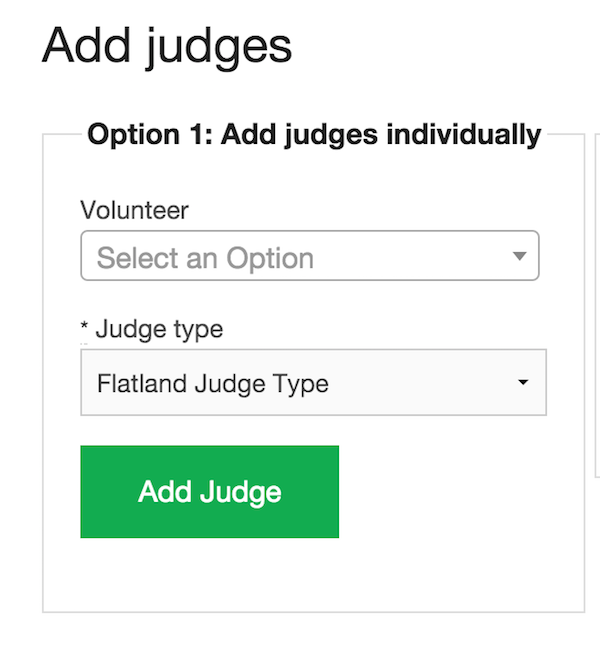 Add judges
Option 1: Add judges individually
Volunteer
Select an Option
* Judge type
Flatland Judge Type
Add Judge